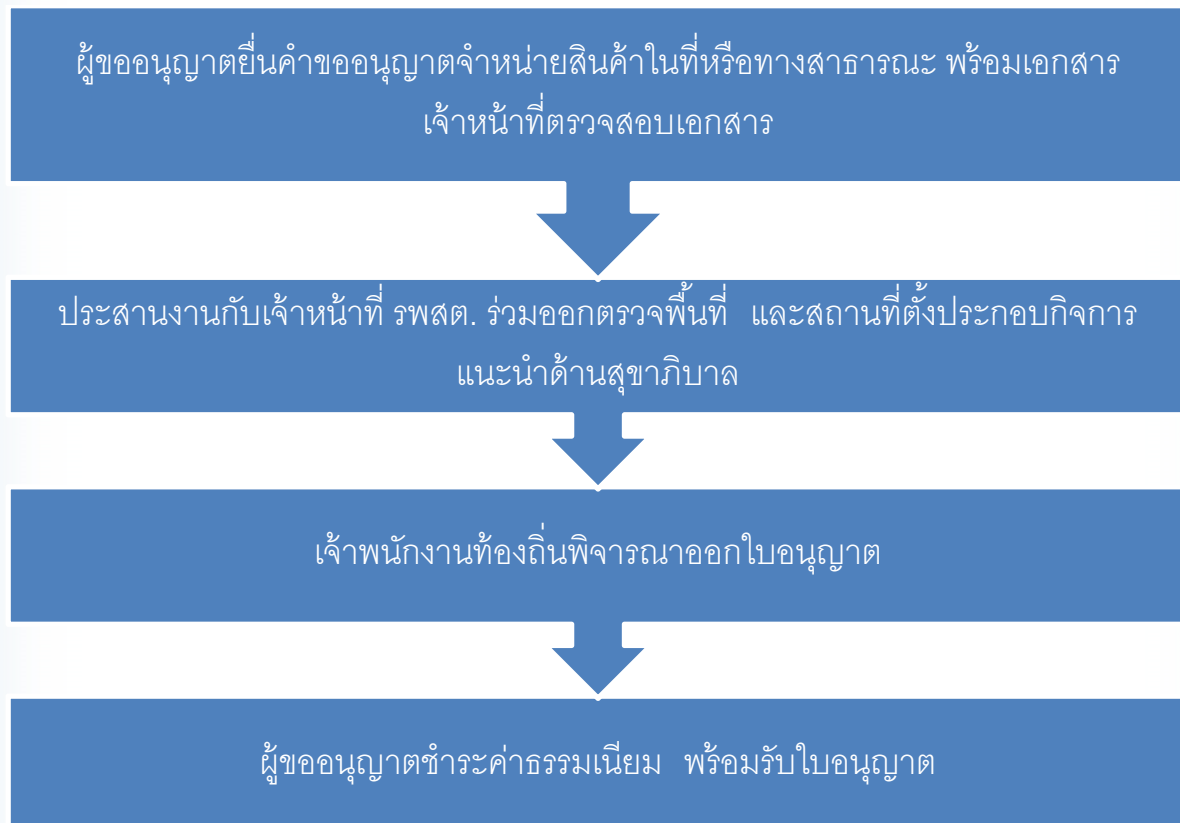 ผู้ขออนุญาตยื่นคำขออนุญาตจำหน่ายสินค้าในที่หรือทางสาธารณะ พร้อมเอกสาร
เจ้าหน้าที่ตรวจสอบเอกสาร
ประสานงานกับเจ้าหน้าที่ รพสต. ร่วมออกตรวจพื้นที่ และสถานที่ตั้งประกอบกิจการ
แนะนำด้านสุขาภิบาล
เจ้าพนักงานท้องถิ่นพิจารณาออกใบอนุญาต
ผู้ขออนุญาตชำระค่าธรรมเนียม พร้อมรับใบอนุญาต